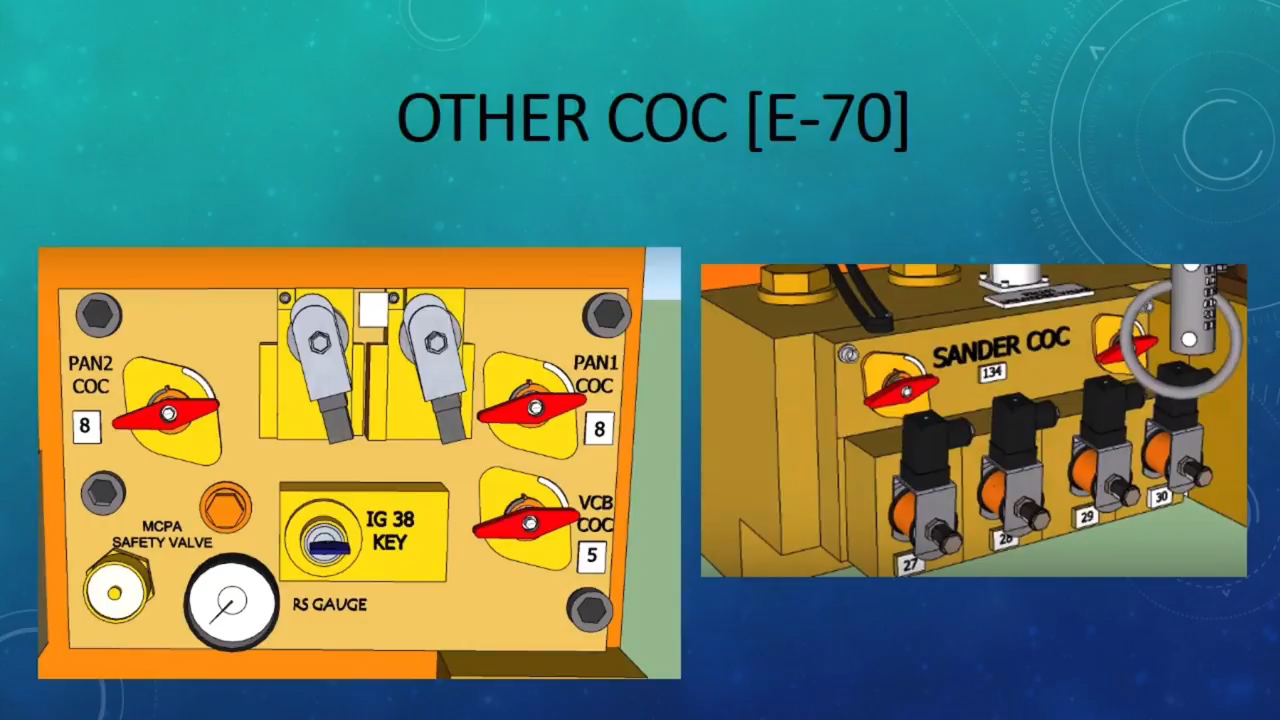 OTHER COC [E-70]
PAN2
COC
8
PAN1
COC
8
VCB
COC
5
MCPA
SAFETY VALVE
IG 38
KEY
RS GAUGE
SANDER COC
134
27
28
29
30